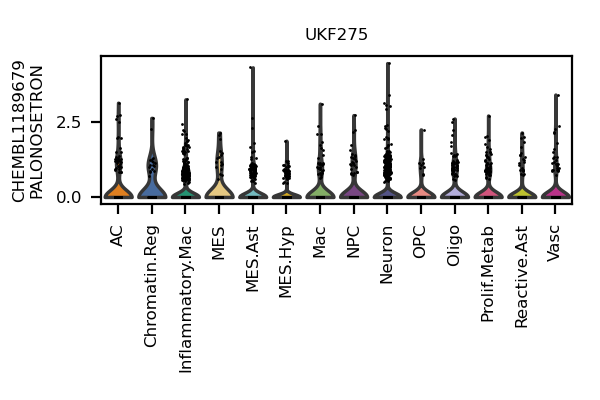 UKF275
CHEMBL1189679
PALONOSETRON
2.5
0.0
AC
Chromatin.Reg
Inflammatory.Mac
MES
MES.Ast
MES.Hyp
Mac
NPC
Neuron
OPC
Oligo
Prolif.Metab
Reactive.Ast
Vasc